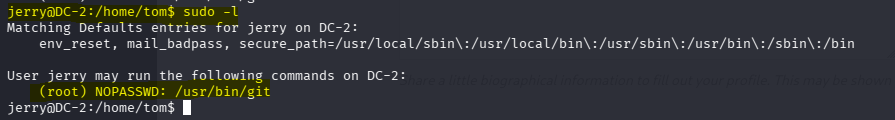 jerry@DC-2:/home/tom$ sudo -l
Matching Defaults entries for jerry on DC-2:
    env_reset, mail_badpass, secure_path=/usr/local/sbin\:/usr/local/bin\:/usr/sbin\:/usr/bin\:/sbin\:/bin
User jerry may run the following commands on DC-2:
    (root) NOPASSWD: /usr/bin/git
jerry@DC-2:/home/tom$